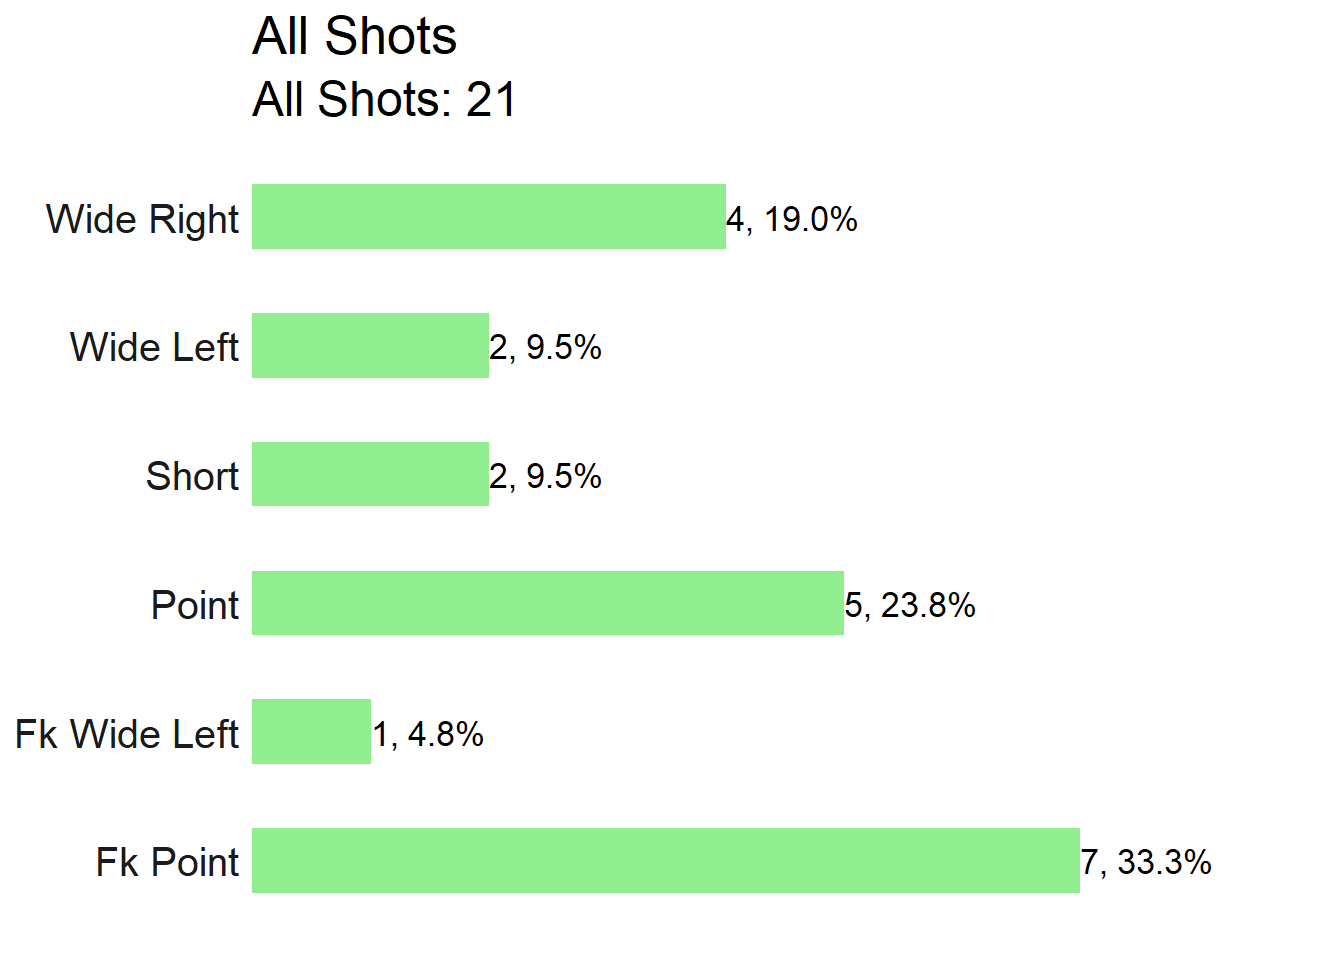 All Shots
All Shots: 21
Wide Right 4, 19.0%
Wide Left 2, 9.5%
Short 2, 9.5%
Point 5, 23.8%
Fk Wide Left 1, 4.8%
Fk Point 7, 33.3%